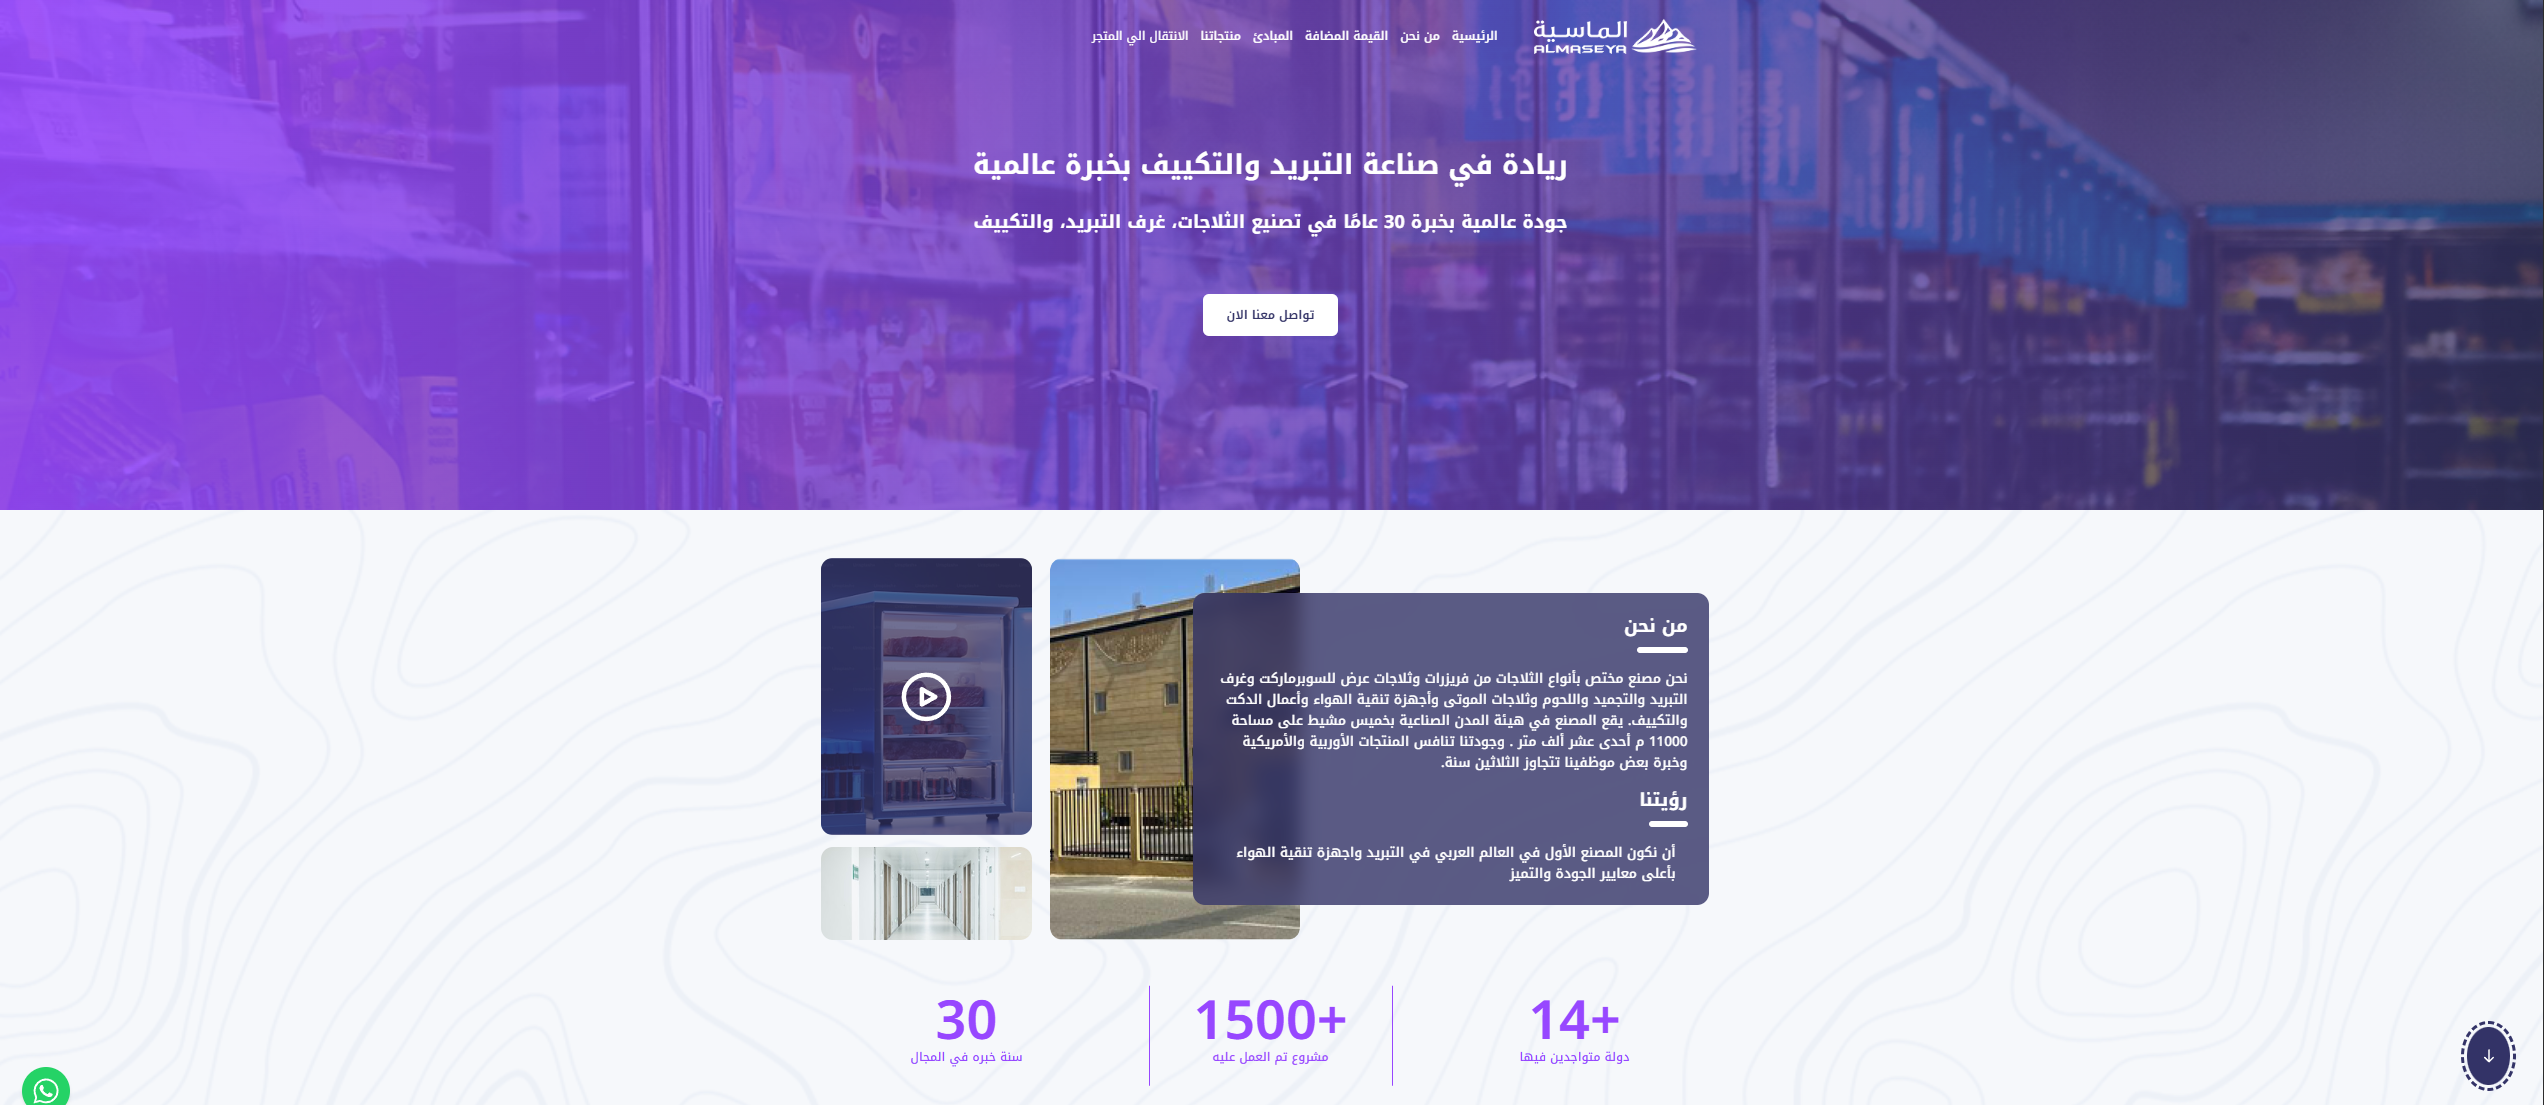 الماسية
ALMASEYA
الرئيسية من نحن القيمة المضافة المبادئ منتجاتنا الانتقال الي المتجر
ريادة في صناعة التبريد والتكييف بخبرة عالمية
جودة عالمية بخبرة 30 عامًا في تصنيع الثلاجات، غرف التبريد، والتكييف
تواصل معنا الان
من نحن
نحن مصنع مختص بأنواع الثلاجات من فريزرات وثلاجات عرض للسوبرماركت وغرف
التبريد والتجميد واللحوم وثلاجات الموتى وأجهزة تنقية الهواء وأعمال الدكت
والتكييف. يقع المصنع في هيئة المدن الصناعية بخميس مشيط على مساحة
11000 م أحدى عشر ألف متر . وجودتنا تنافس المنتجات الأوربية والأمريكية
وخبرة بعض موظفينا تتجاوز الثلاثين سنة.
رؤيتنا
أن نكون المصنع الأول في العالم العربي في التبريد واجهزة تنقية الهواء
بأعلى معايير الجودة والتميز
14+
دولة متواجدين فيها
1500+
مشروع تم العمل عليه
30
سنة خبره في المجال